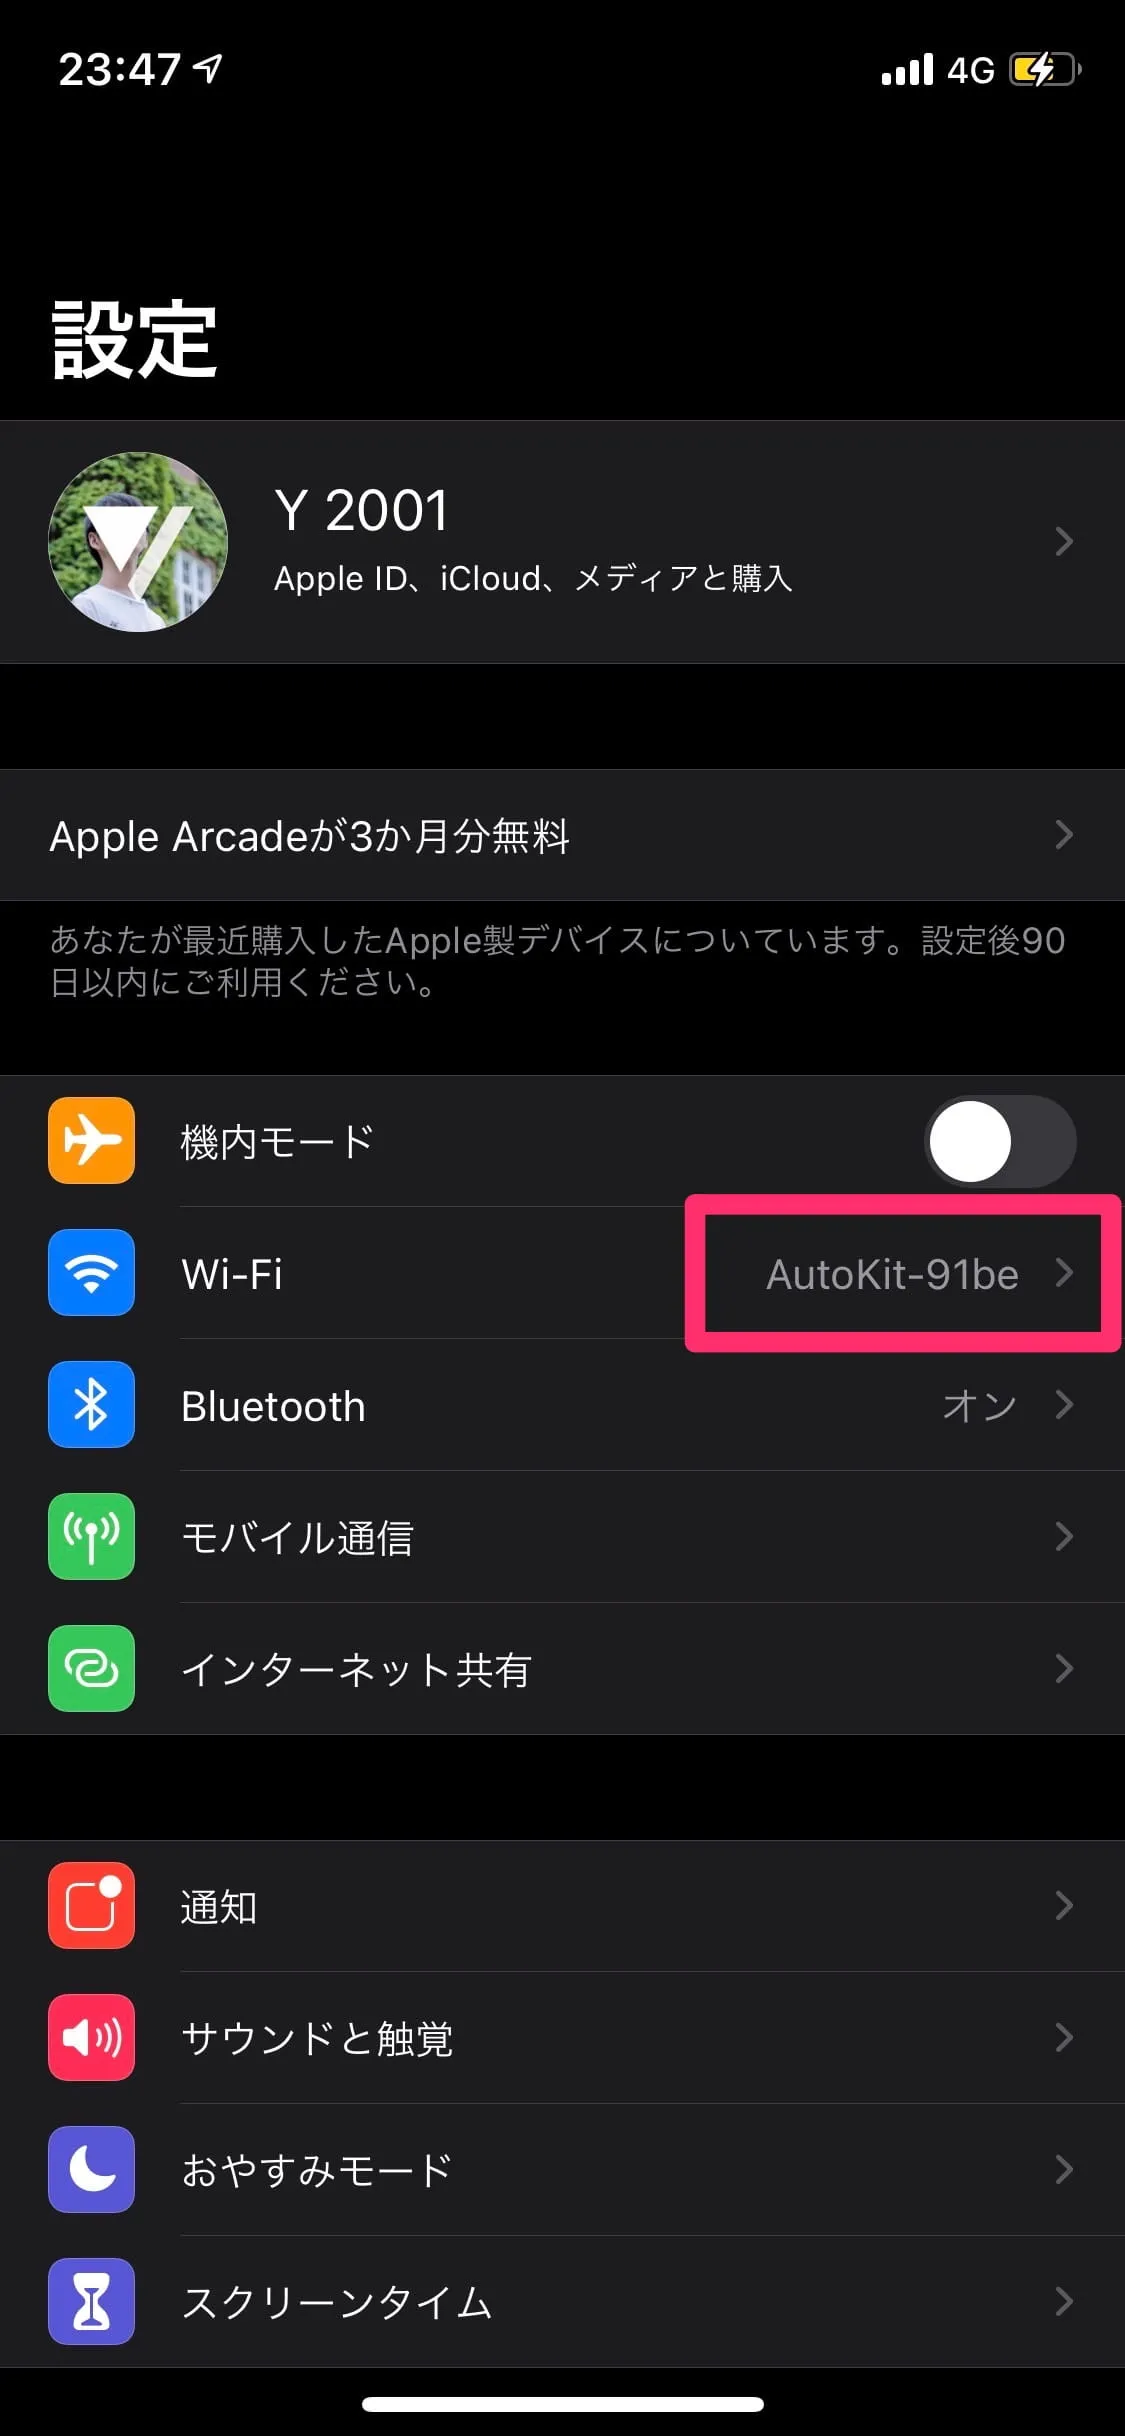 23:47
4G
設定
Y 2001
Apple ID、iCloud、メディアと購入
Apple Arcadeが3か月分無料
あなたが最近購入したApple製デバイスについています。設定後90
日以内にご利用ください。
機内モード
Wi-Fi AutoKit-91be
Bluetooth オン
モバイル通信
インターネット共有
通知
サウンドと触覚
おやすみモード
スクリーンタイム